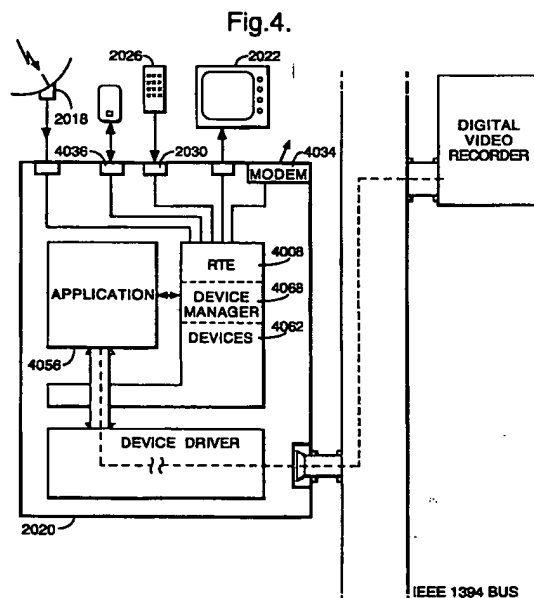 Fig.4.
2026
2022
2018
4036
2030
4034
MODEM
DIGITAL
VIDEO
RECORDER
RTE
4008
APPLICATION
DEVICE
MANAGER
4068
DEVICES
4062
4056
DEVICE DRIVER
2020
IEEE 1394 BUS